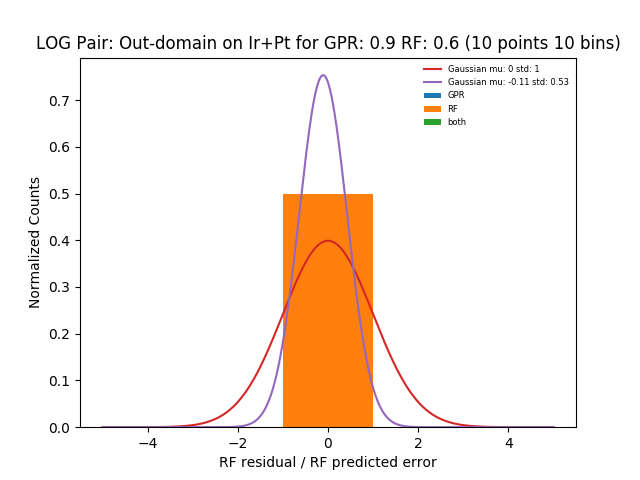 LOG Pair: Out-domain on Ir+Pt for GPR: 0.9 RF: 0.6 (10 points 10 bins)
Gaussian mu: 0 std: 1
Gaussian mu: -0.11 std: 0.53
GPR
RF
both
Normalized Counts
0.7
0.6
0.5
0.4
0.3
0.2
0.1
0.0
−4 −2 0 2 4
RF residual / RF predicted error